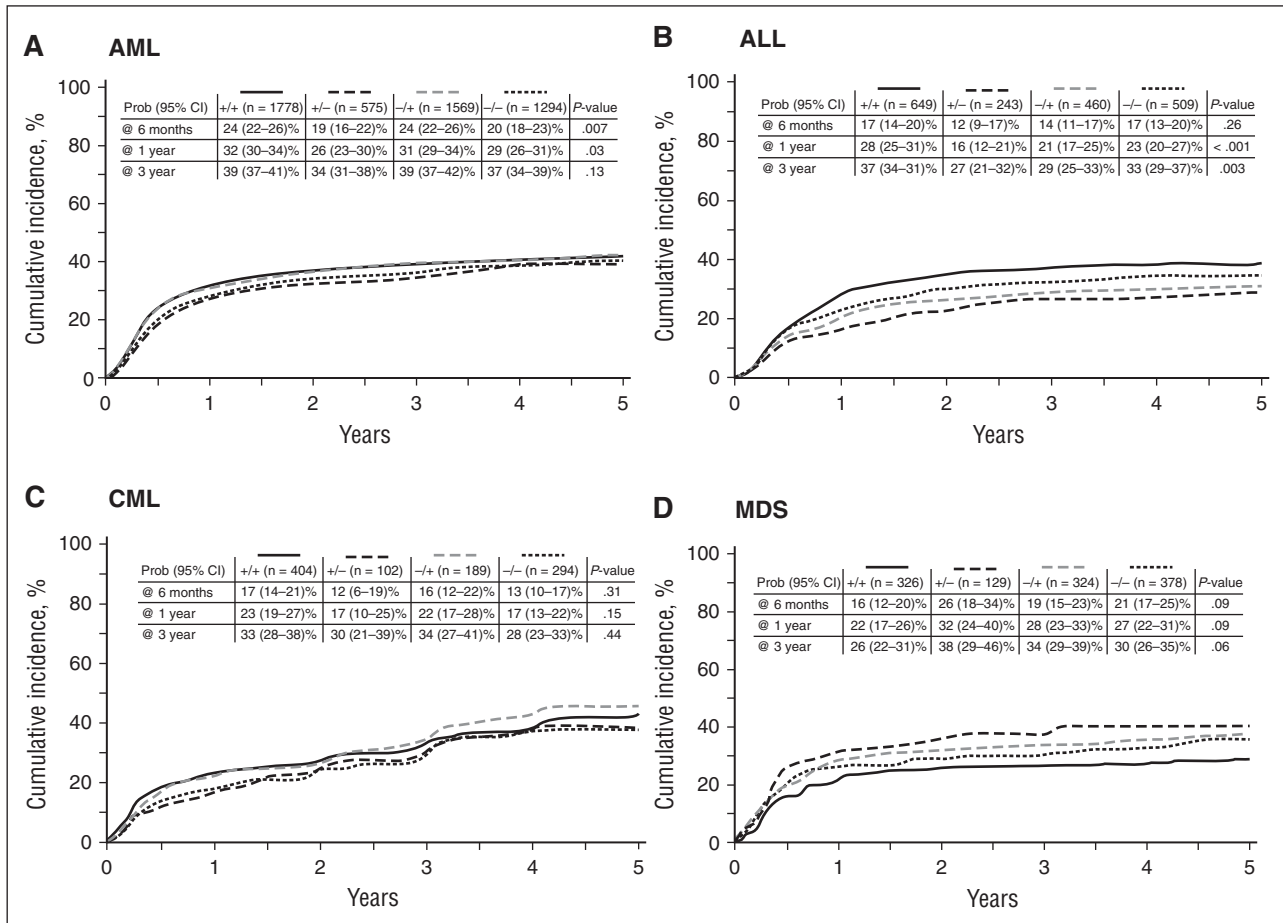 A AML
Prob (95% CI) +/+ (n = 1778) +/– (n = 575) –/+ (n = 1569) –/– (n = 1294) P-value
@ 6 months 24 (22–26)% 19 (16–22)% 24 (22–26)% 20 (18–23)% .007
@ 1 year 32 (30–34)% 26 (23–30)% 31 (29–34)% 29 (26–31)% .03
@ 3 year 39 (37–41)% 34 (31–38)% 39 (37–42)% 37 (34–39)% .13
Cumulative incidence, %
100
80
60
40
20
0
0 1 2 3 4 5
Years
B ALL
Prob (95% CI) +/+ (n = 649) +/– (n = 243) –/+ (n = 460) –/– (n = 509) P-value
@ 6 months 17 (14–20)% 12 (9–17)% 14 (11–17)% 17 (13–20)% .26
@ 1 year 28 (25–31)% 16 (12–21)% 21 (17–25)% 23 (20–27)% < .001
@ 3 year 37 (34–31)% 27 (21–32)% 29 (25–33)% 33 (29–37)% .003
Cumulative incidence, %
100
80
60
40
20
0
0 1 2 3 4 5
Years
C CML
Prob (95% CI) +/+ (n = 404) +/– (n = 102) –/+ (n = 189) –/– (n = 294) P-value
@ 6 months 17 (14–21)% 12 (6–19)% 16 (12–22)% 13 (10–17)% .31
@ 1 year 23 (19–27)% 17 (10–25)% 22 (17–28)% 17 (13–22)% .15
@ 3 year 33 (28–38)% 30 (21–39)% 34 (27–41)% 28 (23–33)% .44
Cumulative incidence, %
100
80
60
40
20
0
0 1 2 3 4 5
Years
D MDS
Prob (95% CI) +/+ (n = 326) +/– (n = 129) –/+ (n = 324) –/– (n = 378) P-value
@ 6 months 16 (12–20)% 26 (18–34)% 19 (15–23)% 21 (17–25)% .09
@ 1 year 22 (17–26)% 32 (24–40)% 28 (23–33)% 27 (22–31)% .09
@ 3 year 26 (22–31)% 38 (29–46)% 34 (29–39)% 30 (26–35)% .06
Cumulative incidence, %
100
80
60
40
20
0
0 1 2 3 4 5
Years